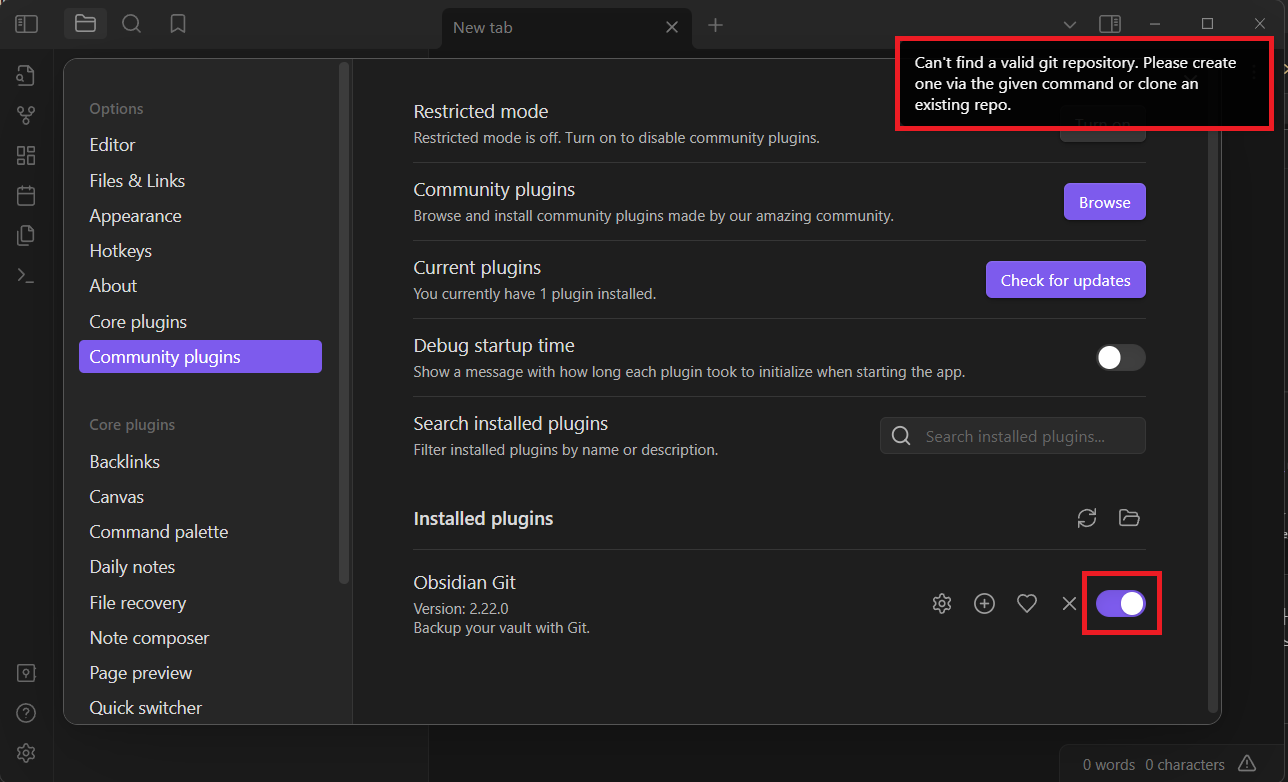 New tab
Can't find a valid git repository. Please create
one via the given command or clone an
existing repo.
Options
Editor
Files & Links
Appearance
Hotkeys
About
Core plugins
Community plugins
Core plugins
Backlinks
Canvas
Command palette
Daily notes
File recovery
Note composer
Page preview
Quick switcher
Restricted mode
Restricted mode is off. Turn on to disable community plugins.
Turn on
Community plugins
Browse and install community plugins made by our amazing community.
Browse
Current plugins
You currently have 1 plugin installed.
Check for updates
Debug startup time
Show a message with how long each plugin took to initialize when starting the app.
Search installed plugins
Filter installed plugins by name or description.
Search installed plugins...
Installed plugins
Obsidian Git
Version: 2.22.0
Backup your vault with Git.
0 words 0 characters